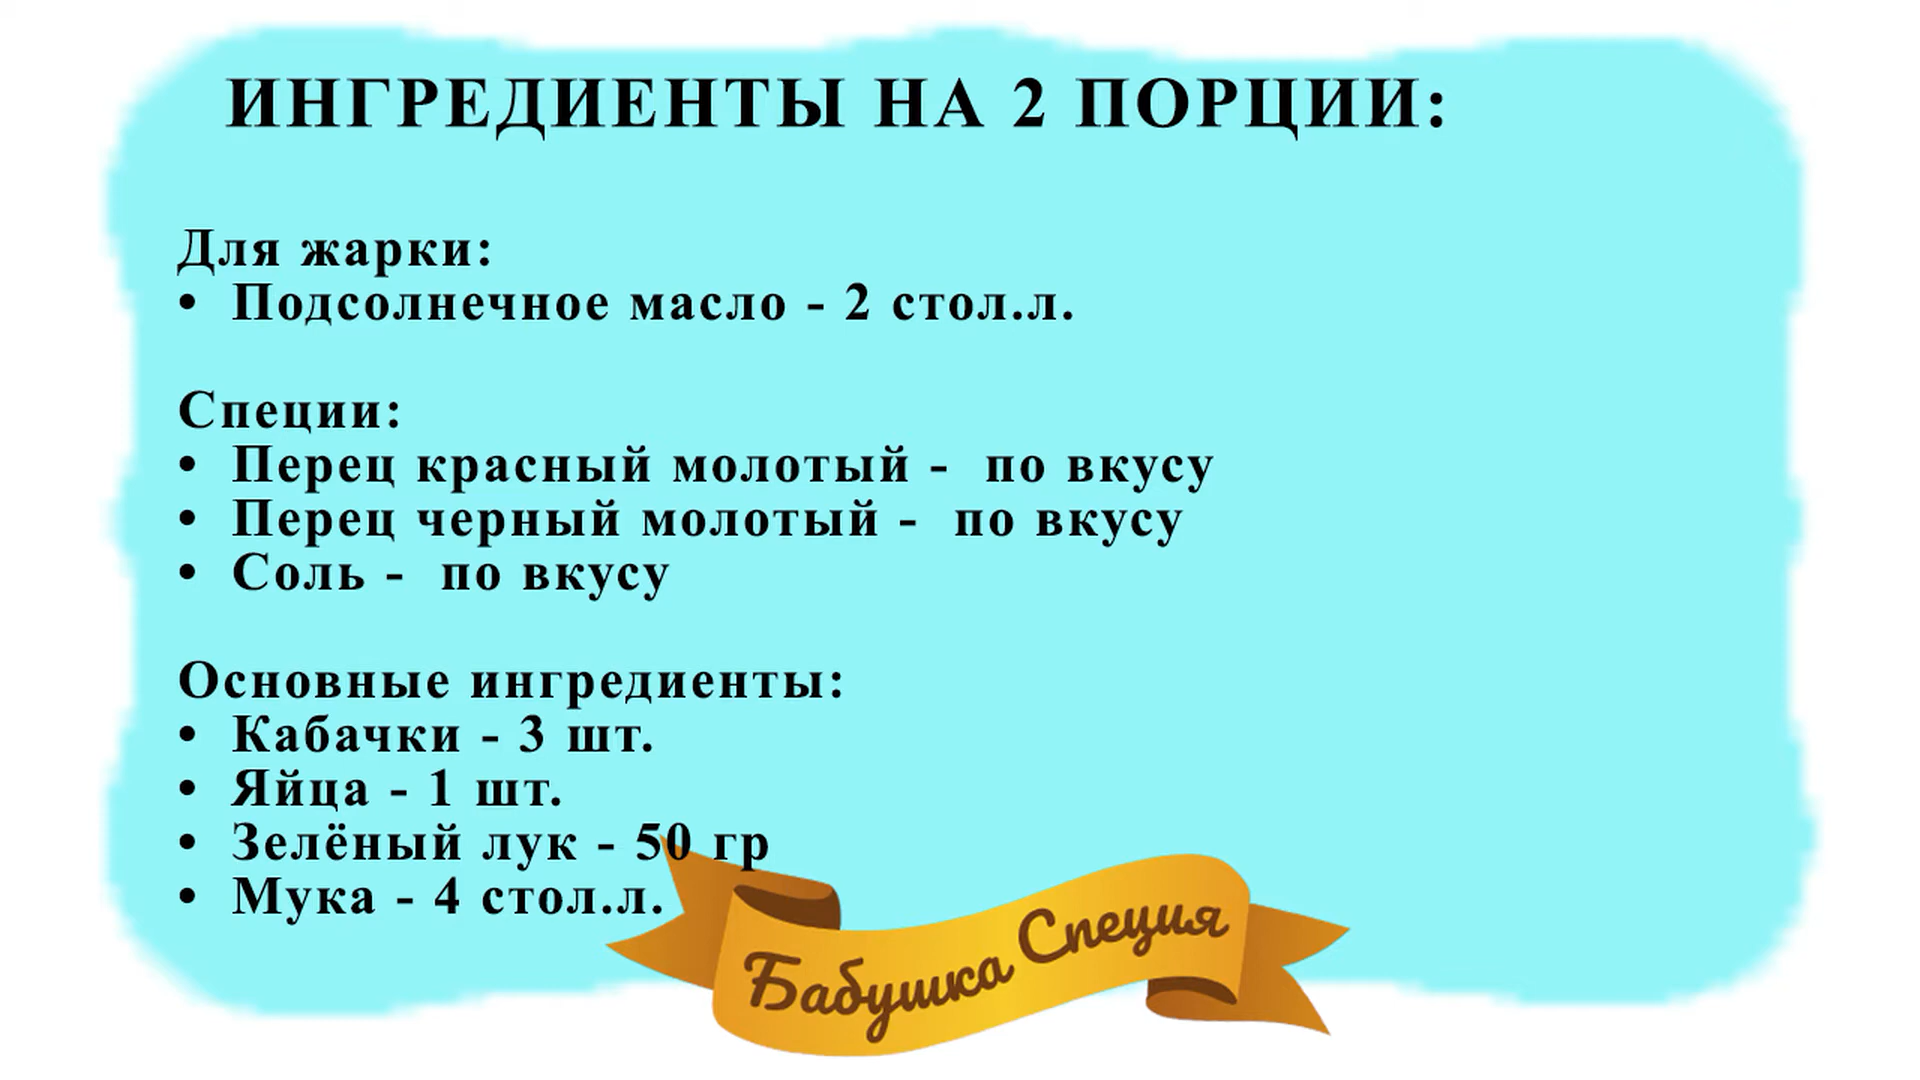 ИНГРЕДИЕНТЫ НА 2 ПОРЦИИ:
Для жарки:
• Подсолнечное масло - 2 стол.л.
Специи:
• Перец красный молотый - по вкусу
• Перец черный молотый - по вкусу
• Соль - по вкусу
Основные ингредиенты:
• Кабачки - 3 шт.
• Яйца - 1 шт.
• Зелёный лук - 50 гр
• Мука - 4 стол.л.
Бабушка Специя